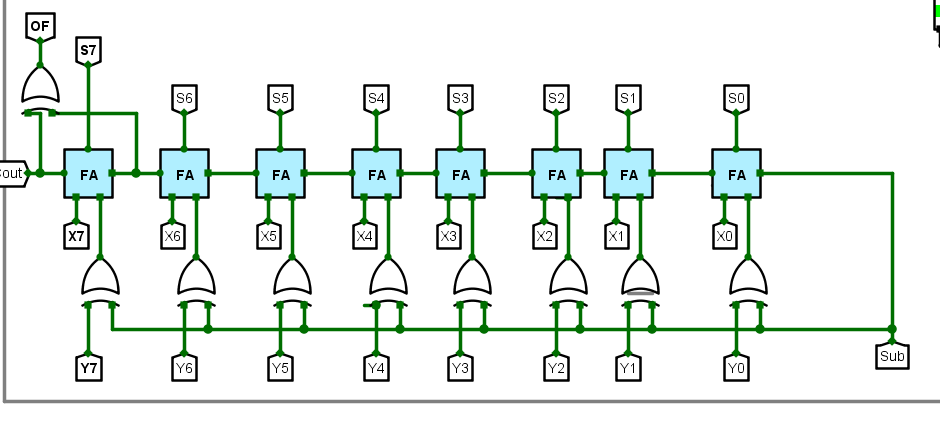 OF
S7
S6 S5 S4 S3 S2 S1 S0
Cout FA FA FA FA FA FA FA FA
X7 X6 X5 X4 X3 X2 X1 X0
Y7 Y6 Y5 Y4 Y3 Y2 Y1 Y0 Sub